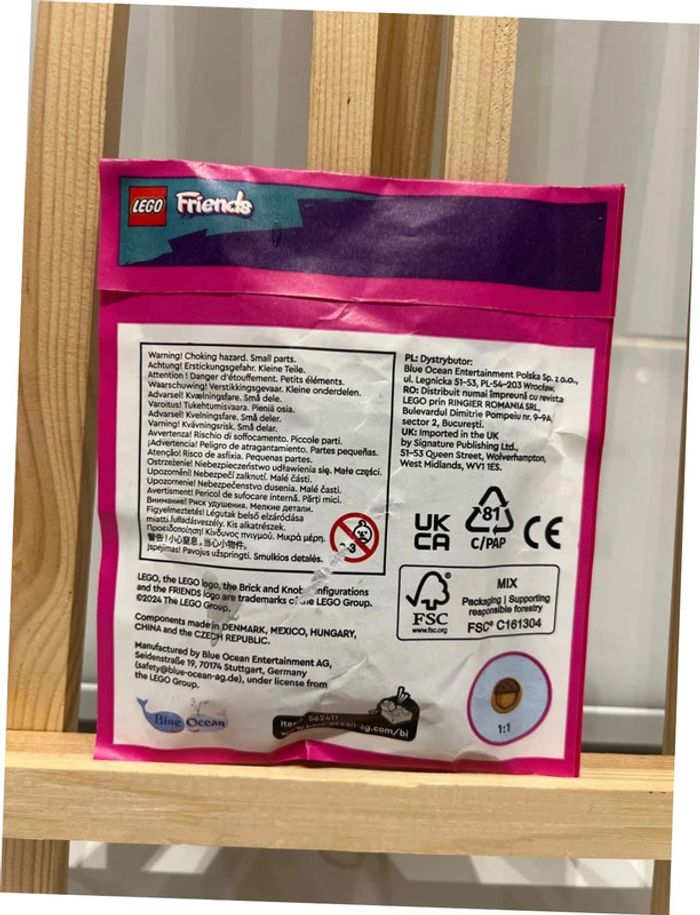 LEGO Friends
Warning! Choking hazard. Small parts.
Achtung! Erstickungsgefahr. Kleine Teile.
Attention ! Danger d'étouffement. Petits éléments.
Waarschuwing! Verstikkingsgevaar. Kleine onderdelen.
Advarsel! Kvælningsfare. Små dele.
Varoitus! Tukehtumisvaara. Pieniä osia.
Advarsel! Kvelningsfare. Små deler.
Varning! Kvävningsrisk. Små delar.
Avvertenza! Rischio di soffocamento. Piccole parti.
¡Advertencia! Peligro de atragantamiento. Partes pequeñas.
Atenção! Risco de asfixia. Pequenas partes.
Ostrzeżenie! Niebezpieczeństwo udławienia się. Małe części.
Upozornění! Nebezpečí zalknutí. Malé části.
Upozornenie! Nebezpečenstvo dusenia. Malé časti.
Avertisment! Pericol de sufocare internă. Părți mici.
Внимание! Риск удушения. Мелкие детали.
Figyelmeztetés! Légutak belső elzáródása
miatti fulladásveszély. Kis alkatrészek.
Προειδοποίηση! Κίνδυνος πνιγμού. Μικρά μέρη.
警告!小心窒息。当心小物件。
Įspėjimas! Pavojus užspringti. Smulkios detalės.
0-3
LEGO, the LEGO logo, the Brick and Knob
and the FRIENDS logo are trademarks LEGO Group.
©2024 The LEGO Group.
Components made in DENMARK, MEXICO, HUNGARY,
CHINA and the CZECH REPUBLIC.
Manufactured by Blue Ocean Entertainment AG,
Seidenstraße 19, 70174 Stuttgart, Germany
(safety@blue-ocean-ag.de), under license from
the LEGO Group.
Blue Ocean
562411
PL: Dystrybutor:
Blue Ocean Entertainment Polska Sp. z o.o.,
ul. Legnicka 51-53, PL-54-203 Wrocław.
RO: Distribuit numai împreună cu revista
LEGO prin RINGIER ROMANIA SRL,
Bulevardul Dimitrie Pompeiu nr. 9-9A,
sector 2, București.
UK: Imported in the UK
by Signature Publishing Ltd.,
51-53 Queen Street, Wolverhampton,
West Midlands, WV1 1ES.
UK
CA
81
C/PAP
CE
FSC®
www.fsc.org
MIX
Packaging | Supporting
responsible forestry
FSC® C161304
1:1